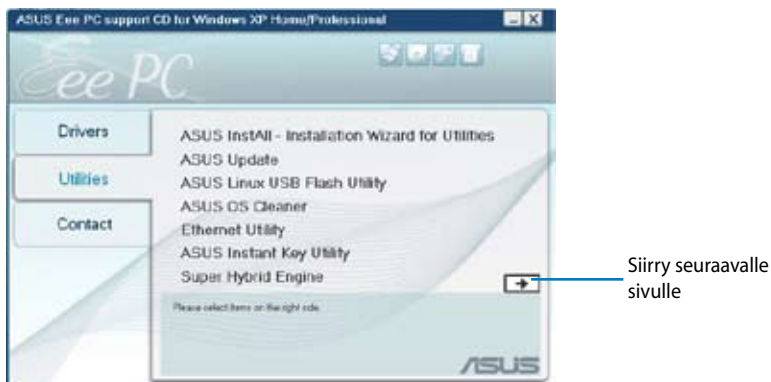 ASUS Eee PC support CD for Windows XP Home/Professional
Eee PC
Drivers
Utilities
Contact
ASUS InstAll - Installation Wizard for Utilities
ASUS Update
ASUS Linux USB Flash Utility
ASUS OS Cleaner
Ethernet Utility
ASUS Instant Key Utility
Super Hybrid Engine
Please select items on the right side.
ASUS
Siirry seuraavalle
sivulle